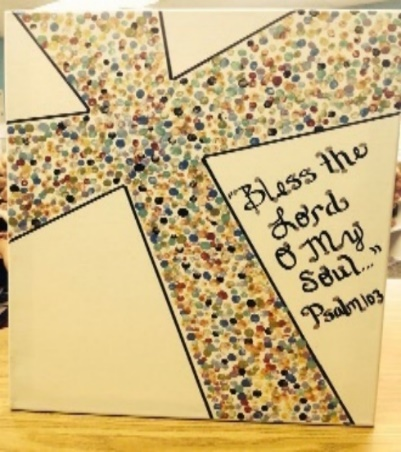 "Bless the
Lord
O My
Soul..."
Psalm 103